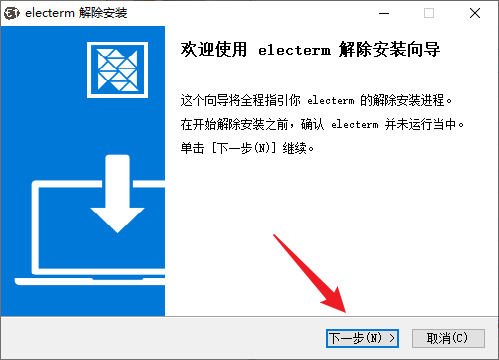 electerm 解除安装
欢迎使用 electerm 解除安装向导
这个向导将全程指引你 electerm 的解除安装进程。
在开始解除安装之前，确认 electerm 并未运行当中。
单击 [下一步(N)] 继续。
下一步(N) >
取消(C)